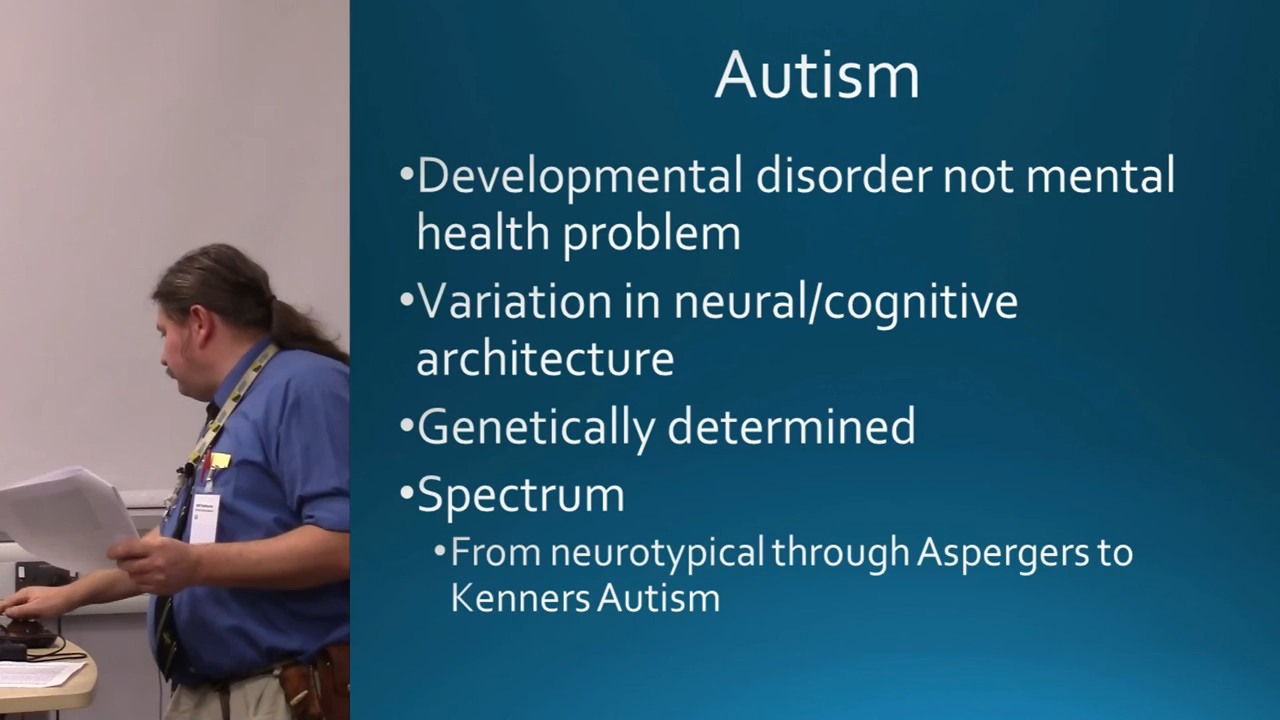 Autism
•Developmental disorder not mental
health problem
•Variation in neural/cognitive
architecture
•Genetically determined
•Spectrum
•From neurotypical through Aspergers to
Kenners Autism